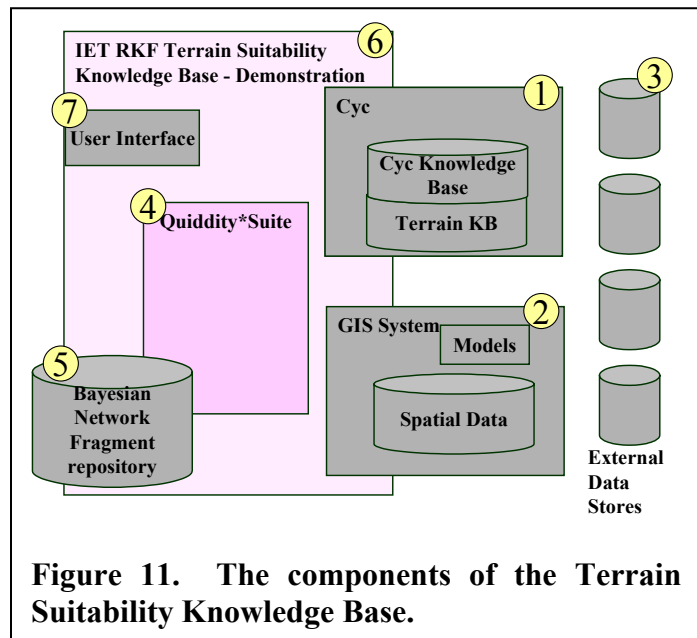 6
IET RKF Terrain Suitability
Knowledge Base - Demonstration
7
User Interface
4
Quiddity*Suite
5
Bayesian
Network
Fragment
repository
1
Cyc
Cyc Knowledge
Base
Terrain KB
2
GIS System
Models
Spatial Data
3
External
Data
Stores
Figure 11. The components of the Terrain
Suitability Knowledge Base.